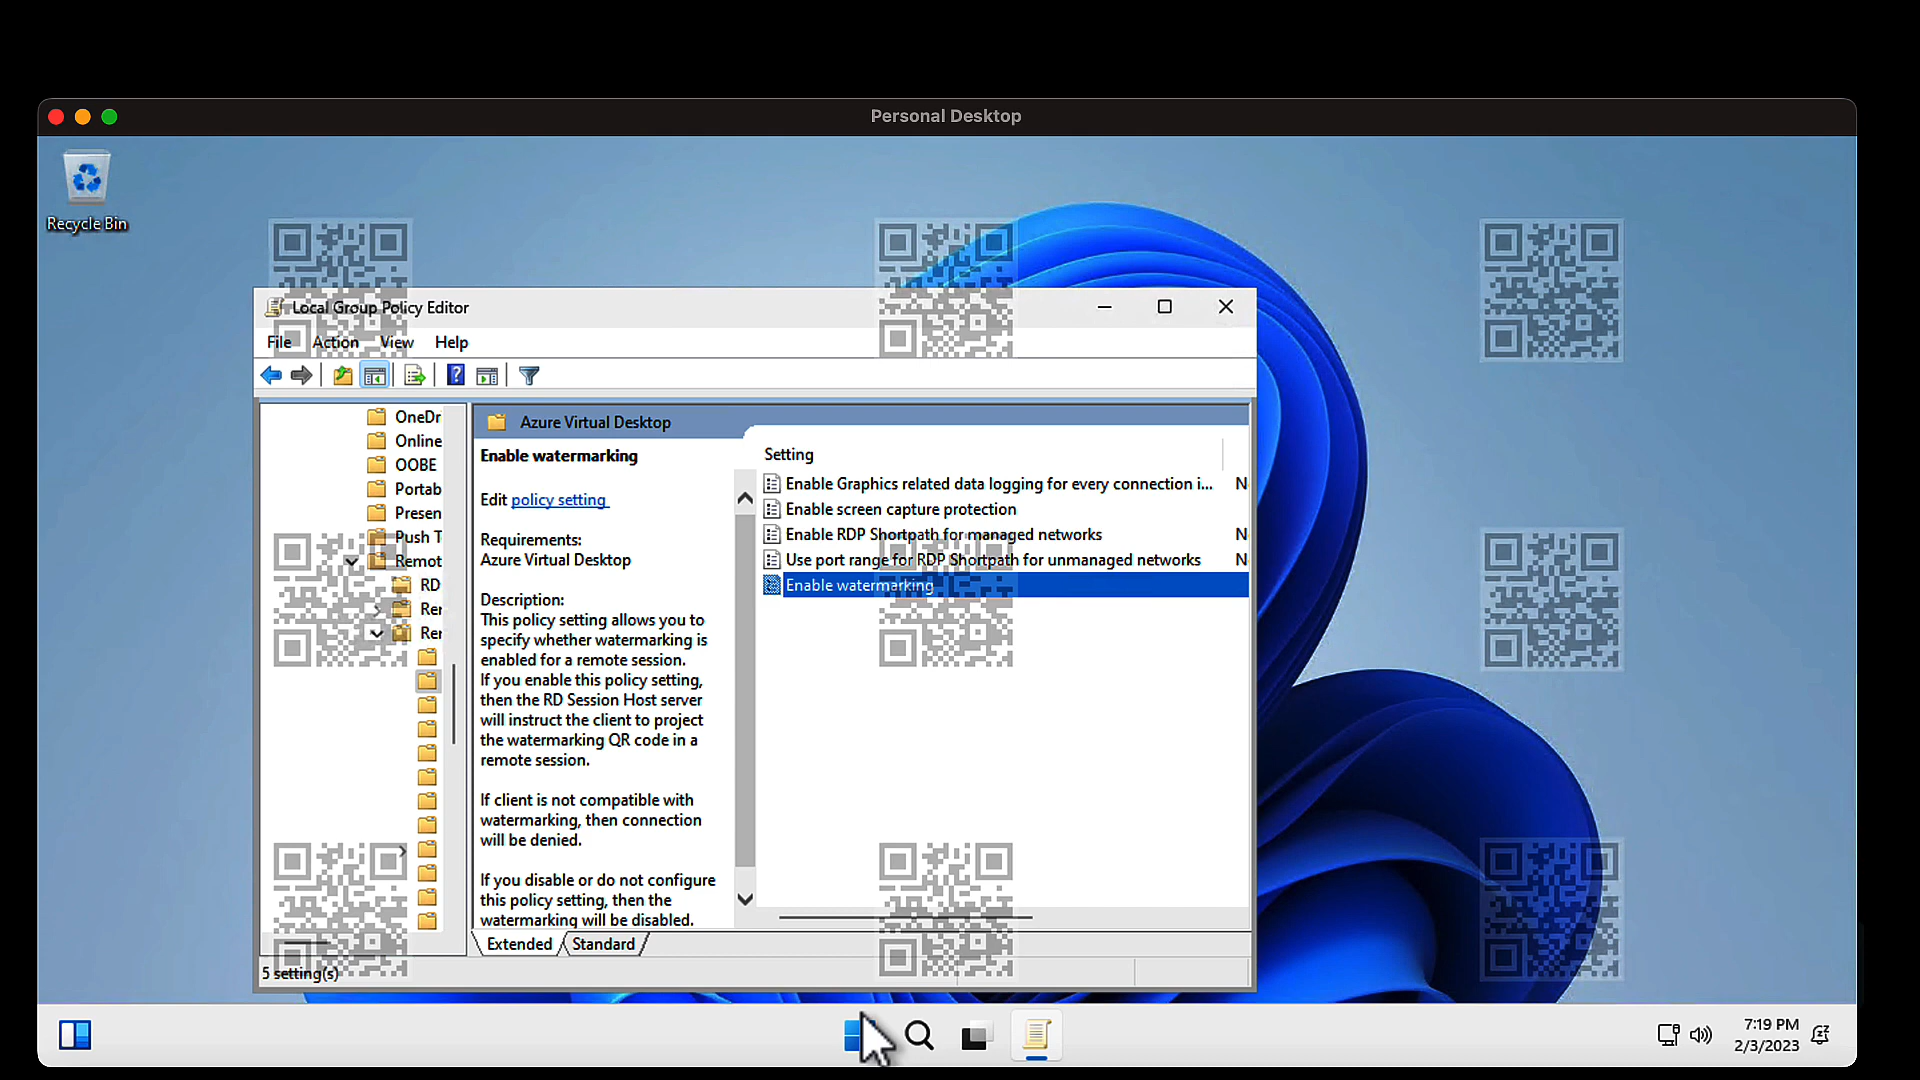 Personal Desktop
Recycle Bin
Local Group Policy Editor
File Action View Help
OneDr
Online
OOBE
Portab
Presen
Push T
Remot
RD
Rer
Rer
Azure Virtual Desktop
Enable watermarking
Edit policy setting
Requirements:
Azure Virtual Desktop
Description:
This policy setting allows you to
specify whether watermarking is
enabled for a remote session.
If you enable this policy setting,
then the RD Session Host server
will instruct the client to project
the watermarking QR code in a
remote session.
If client is not compatible with
watermarking, then connection
will be denied.
If you disable or do not configure
this policy setting, then the
watermarking will be disabled.
Setting
Enable Graphics related data logging for every connection i... N
Enable screen capture protection
Enable RDP Shortpath for managed networks N
Use port range for RDP Shortpath for unmanaged networks N
Enable watermarking
Extended Standard
5 setting(s)
7:19 PM
2/3/2023